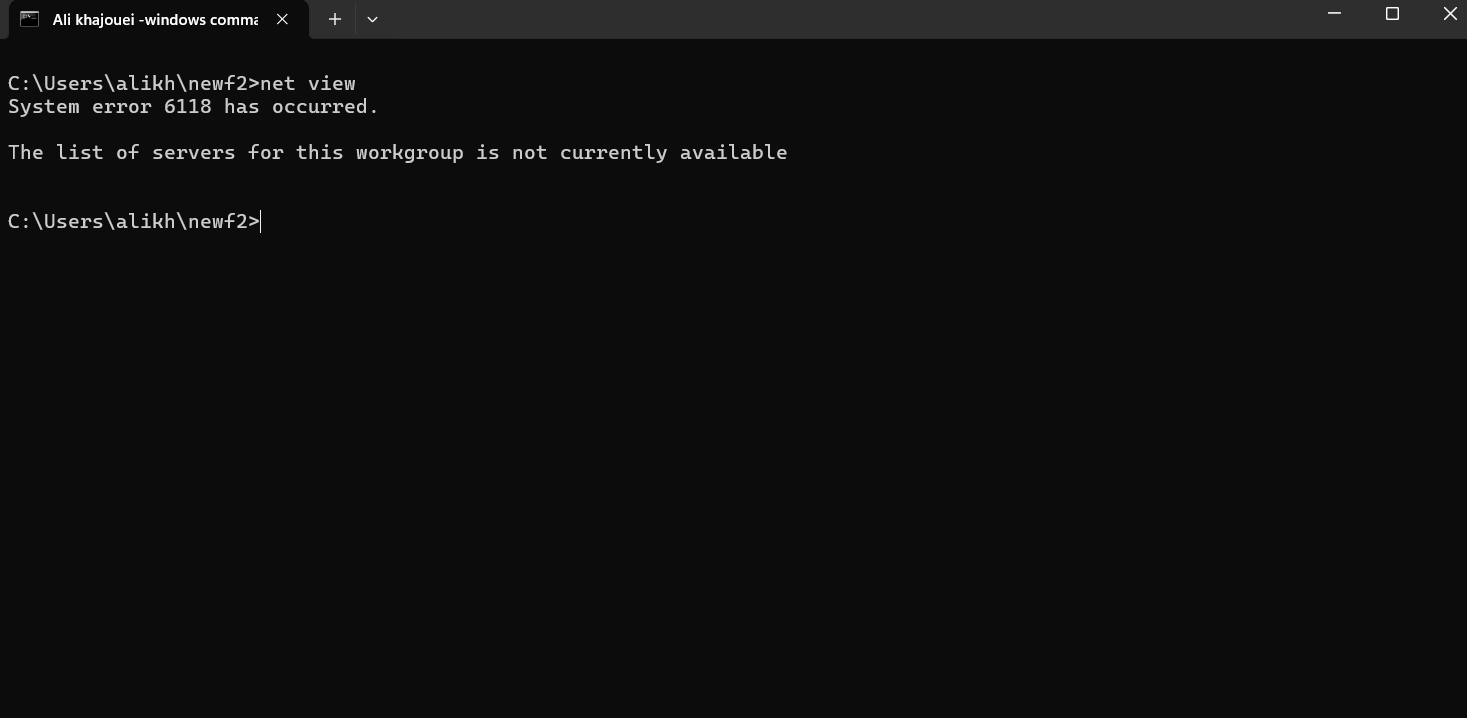 Ali khajouei -windows comma
C:\Users\alikh\newf2>net view
System error 6118 has occurred.
The list of servers for this workgroup is not currently available
C:\Users\alikh\newf2>